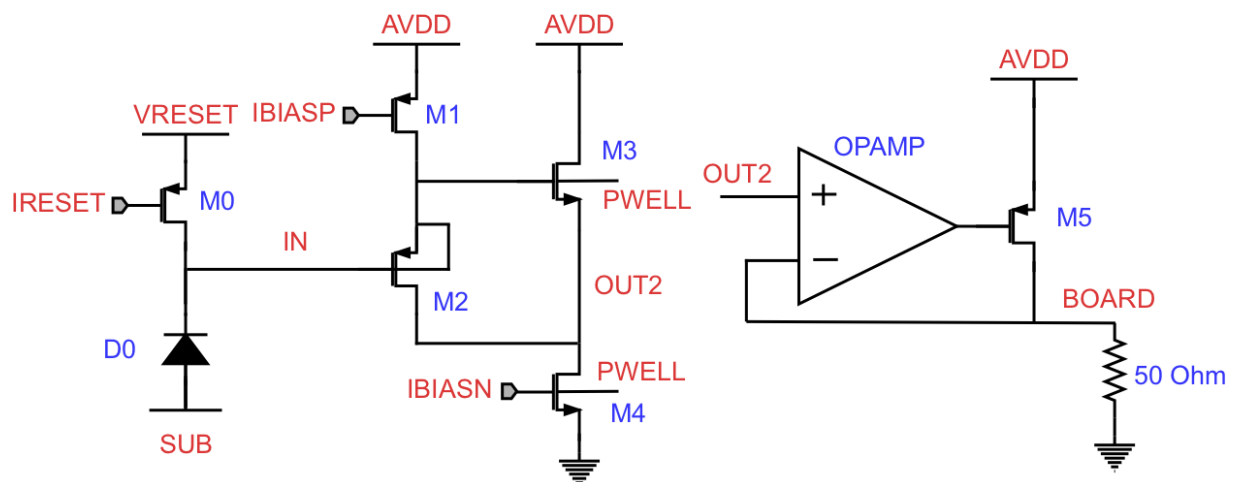 AVDD
AVDD
AVDD
VRESET
IBIASP
M1
M3
OPAMP
IRESET
M0
OUT2
+
PWELL
M5
IN
−
M2
OUT2
BOARD
D0
IBIASN
PWELL
M4
50 Ohm
SUB